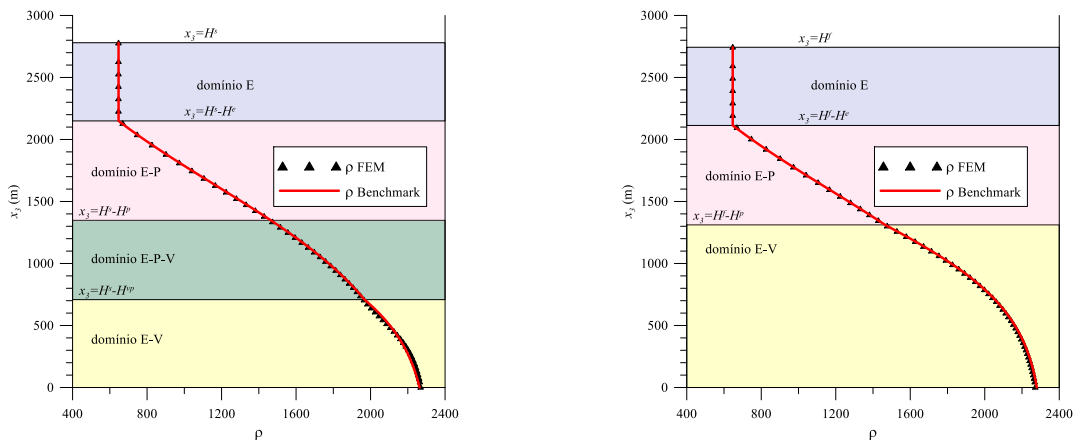 3000
x₃=Hˢ
2500
domínio E
x₃=Hˢ-Hᵉ
2000
ρ FEM
domínio E-P
ρ Benchmark
x₃ (m)
1500
x₃=Hˢ-Hᵖ
domínio E-P-V
1000
x₃=Hˢ-Hᵛᵖ
500
domínio E-V
0
400 800 1200 1600 2000 2400
ρ
3000
x₃=Hᶠ
2500
domínio E
x₃=Hᶠ-Hᵉ
2000
ρ FEM
domínio E-P
ρ Benchmark
x₃ (m)
1500
x₃=Hᶠ-Hᵖ
domínio E-V
1000
500
0
400 800 1200 1600 2000 2400
ρ